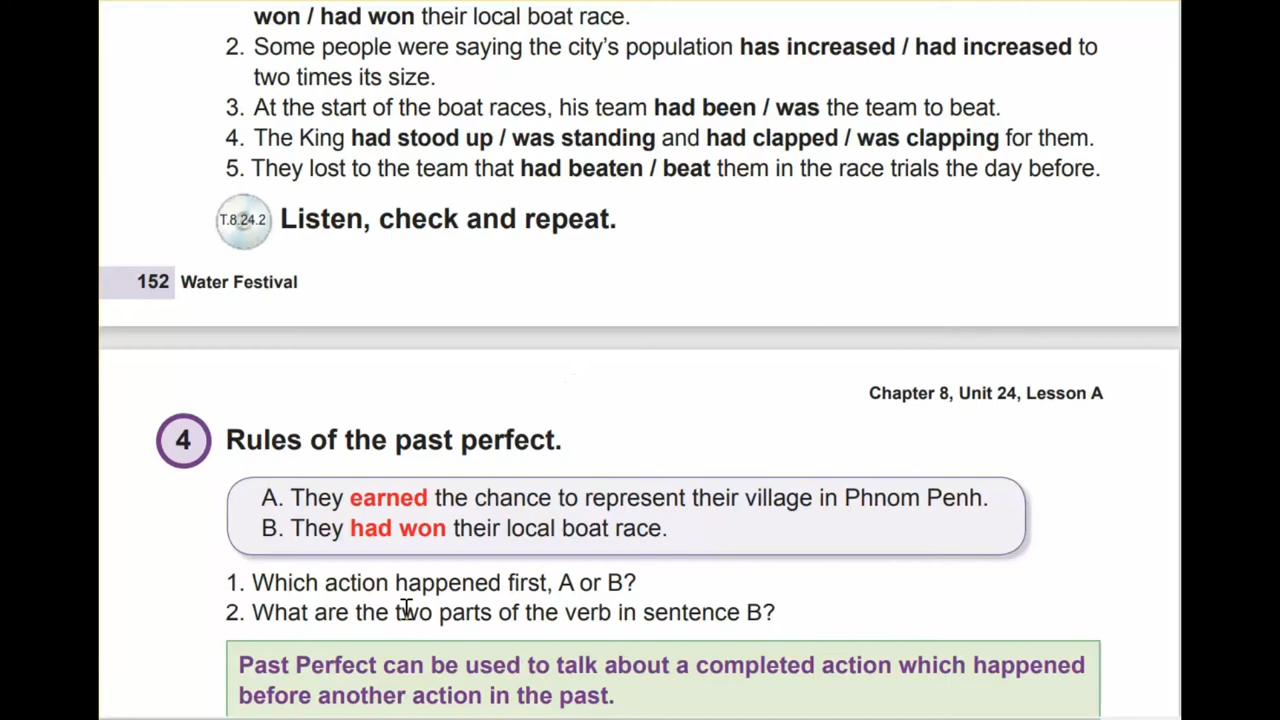 won / had won their local boat race.
2. Some people were saying the city's population has increased / had increased to
two times its size.
3. At the start of the boat races, his team had been / was the team to beat.
4. The King had stood up / was standing and had clapped / was clapping for them.
5. They lost to the team that had beaten / beat them in the race trials the day before.
T.8.24.2 Listen, check and repeat.
152 Water Festival
Chapter 8, Unit 24, Lesson A
4 Rules of the past perfect.
A. They earned the chance to represent their village in Phnom Penh.
B. They had won their local boat race.
1. Which action happened first, A or B?
2. What are the two parts of the verb in sentence B?
Past Perfect can be used to talk about a completed action which happened
before another action in the past.